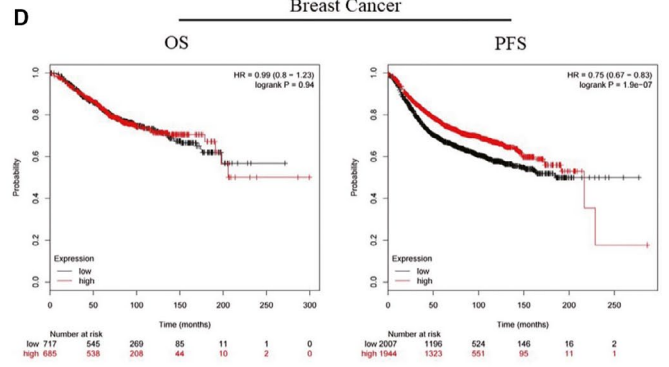 D
Breast Cancer
OS
PFS
HR = 0.99 (0.8 − 1.23)
logrank P = 0.94
Probability
1.0
0.8
0.6
0.4
0.2
0.0
Expression
low
high
0 50 100 150 200 250 300
Time (months)
Number at risk
low 717 545 269 85 11 1 0
high 685 538 208 44 10 2 0
HR = 0.75 (0.67 − 0.83)
logrank P = 1.9e−07
Probability
1.0
0.8
0.6
0.4
0.2
0.0
Expression
low
high
0 50 100 150 200 250
Time (months)
Number at risk
low 2007 1196 524 146 16 2
high 1944 1323 551 95 11 1